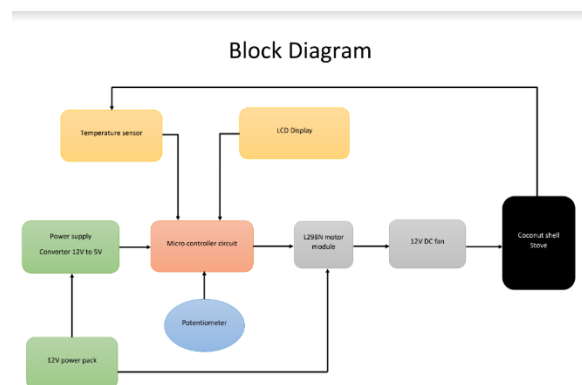 Block Diagram
Temperature sensor
LCD Display
Power supply
Convertor 12V to 5V
Micro controller circuit
L298N motor
module
12V DC fan
Coconut shell
Stove
Potentiometer
12V power pack